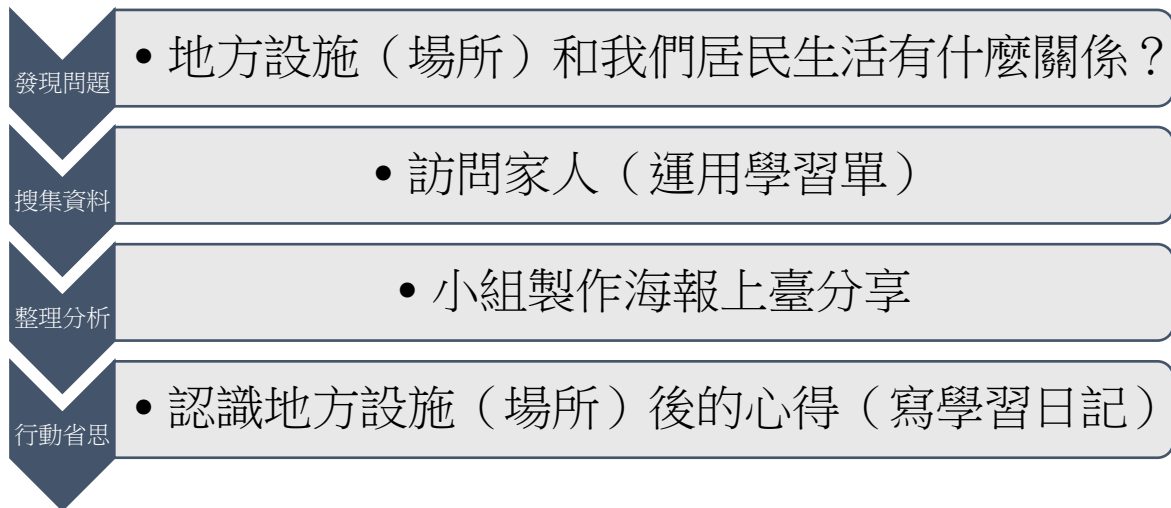 發現問題
• 地方設施（場所）和我們居民生活有什麼關係？
搜集資料
• 訪問家人（運用學習單）
整理分析
• 小組製作海報上臺分享
行動省思
• 認識地方設施（場所）後的心得（寫學習日記）